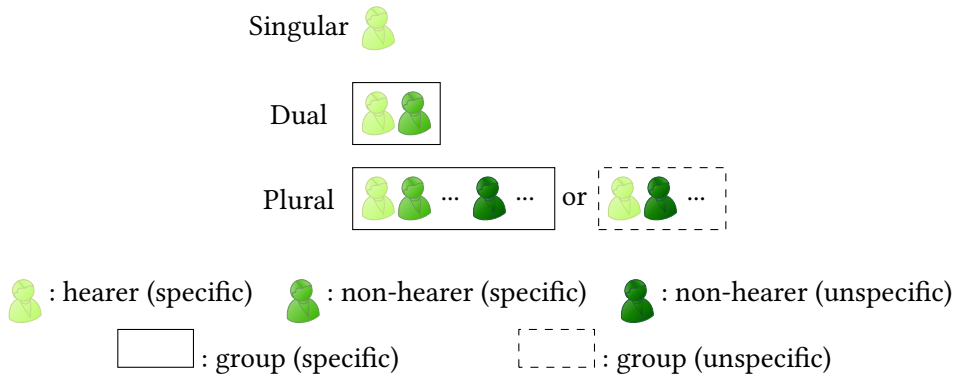 Singular
Dual
Plural ... ... or ...
: hearer (specific) : non-hearer (specific) : non-hearer (unspecific)
: group (specific) : group (unspecific)